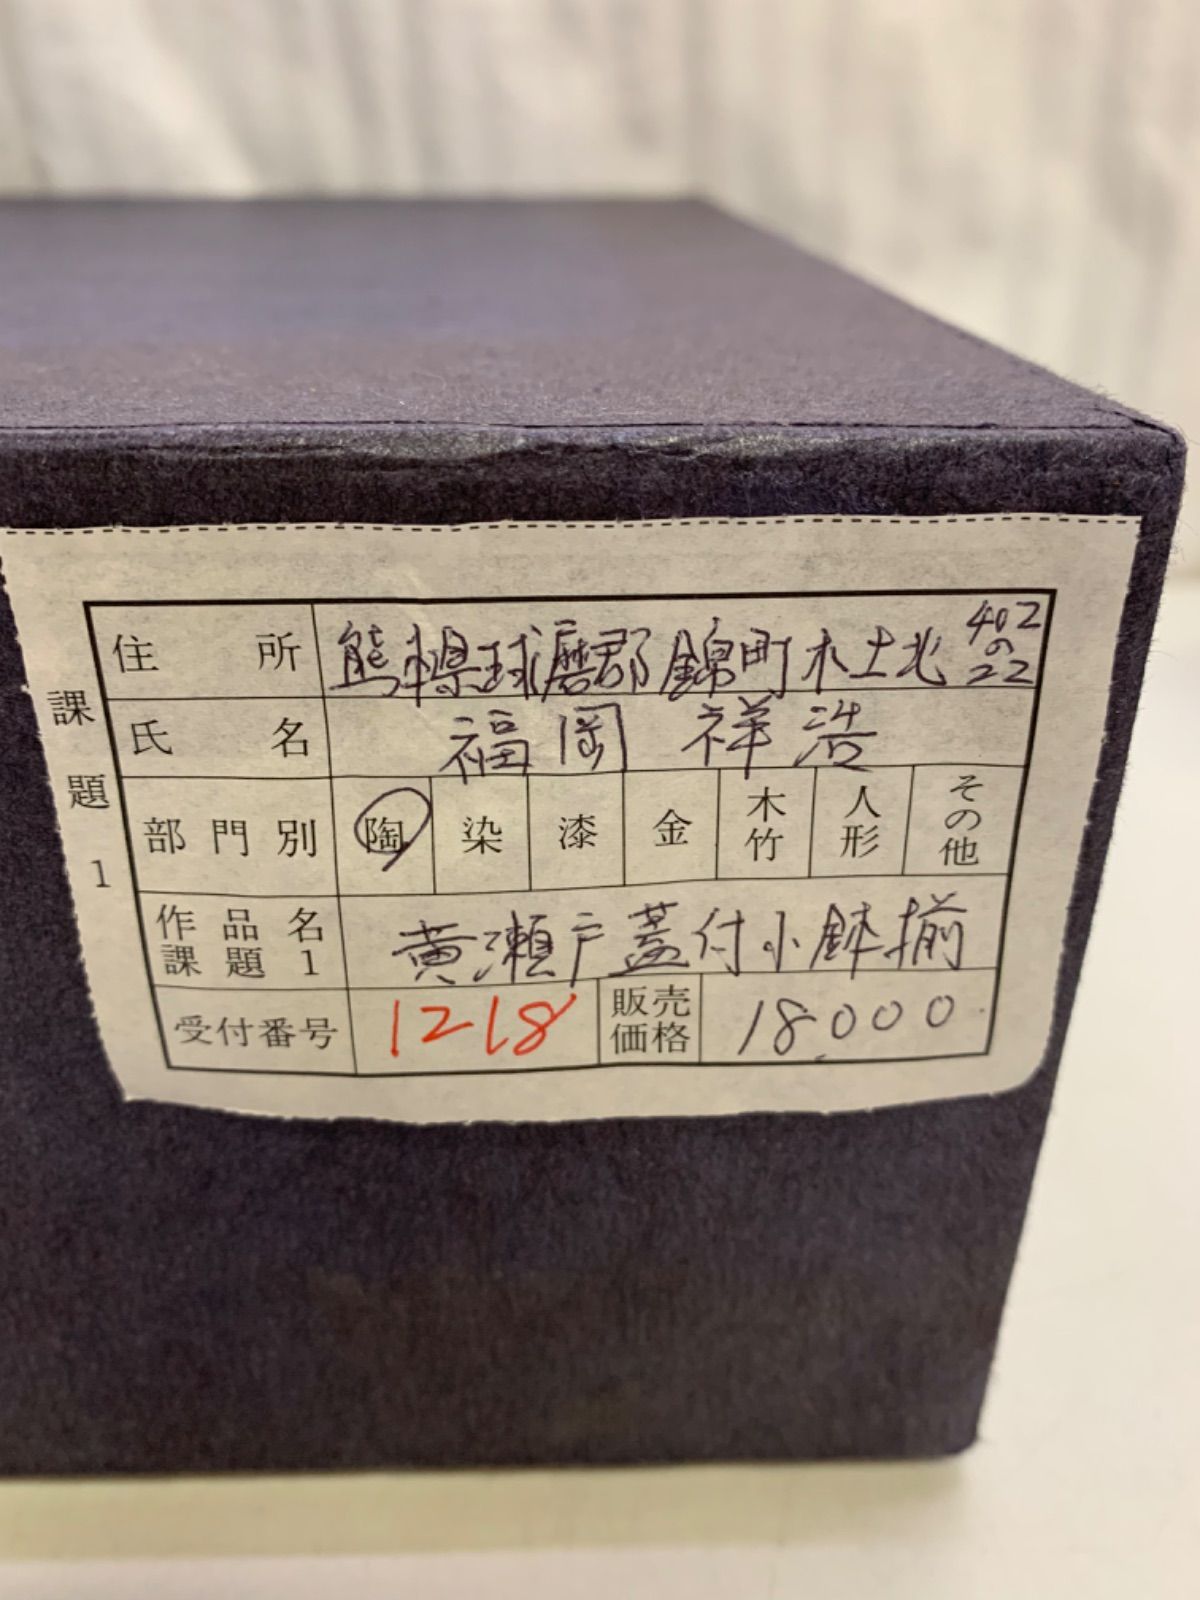 課題1
住所 熊本県球磨郡錦町木上北402の22
氏名 福岡 祥浩
部門別 陶 染 漆 金 木竹 人形 その他
作品名 課題1 黄瀬戸蓋付小鉢揃
受付番号 1218 販売価格 18,000